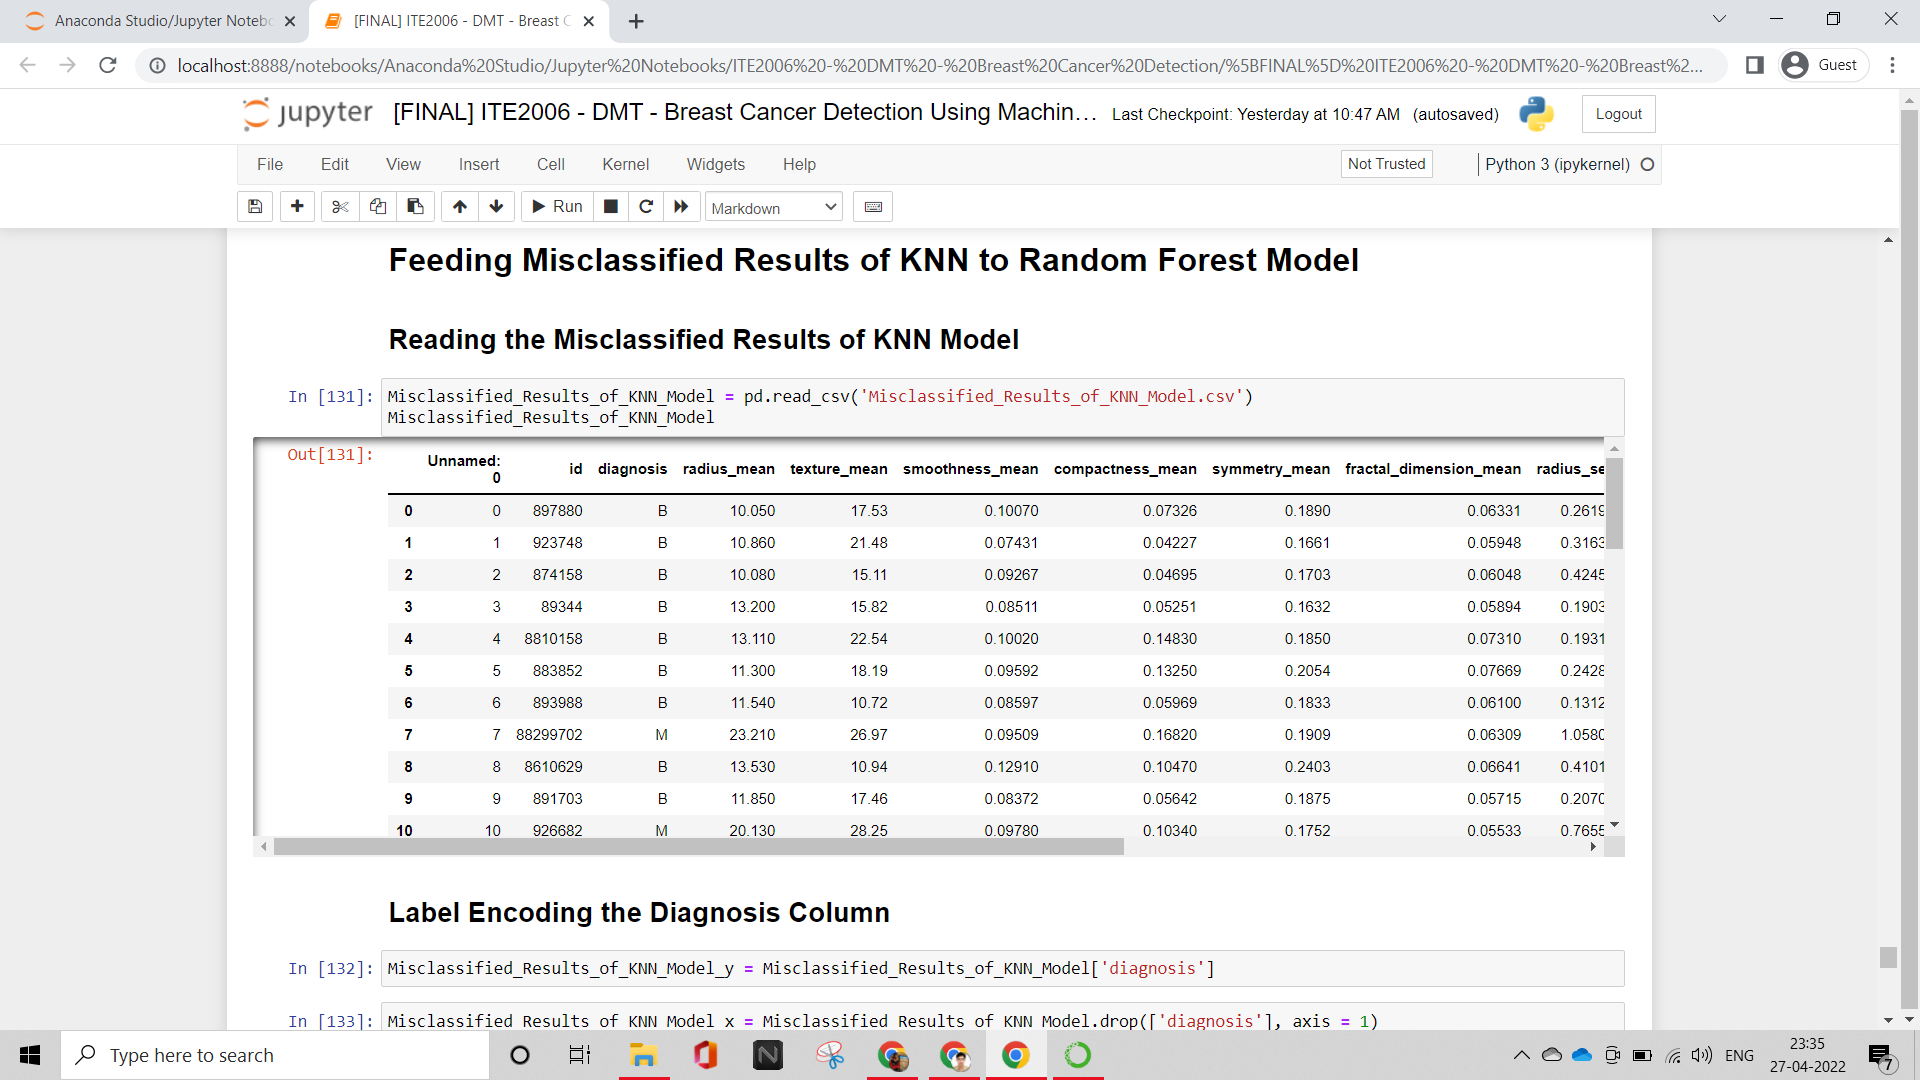 Anaconda Studio/Jupyter Noteb
[FINAL] ITE2006 - DMT - Breast C
localhost:8888/notebooks/Anaconda%20Studio/Jupyter%20Notebooks/ITE2006%20-%20DMT%20-%20Breast%20Cancer%20Detection/%5BFINAL%5D%20ITE2006%20-%20DMT%20-%20Breast%2...
Guest
jupyter [FINAL] ITE2006 - DMT - Breast Cancer Detection Using Machin... Last Checkpoint: Yesterday at 10:47 AM (autosaved)
Logout
File Edit View Insert Cell Kernel Widgets Help
Not Trusted
Python 3 (ipykernel)
Run
Markdown
Feeding Misclassified Results of KNN to Random Forest Model
Reading the Misclassified Results of KNN Model
In [131]: Misclassified_Results_of_KNN_Model = pd.read_csv('Misclassified_Results_of_KNN_Model.csv')
Misclassified_Results_of_KNN_Model
Out[131]:
Unnamed: 0 id diagnosis radius_mean texture_mean smoothness_mean compactness_mean symmetry_mean fractal_dimension_mean radius_se
0 0 897880 B 10.050 17.53 0.10070 0.07326 0.1890 0.06331 0.2619
1 1 923748 B 10.860 21.48 0.07431 0.04227 0.1661 0.05948 0.3163
2 2 874158 B 10.080 15.11 0.09267 0.04695 0.1703 0.06048 0.4245
3 3 89344 B 13.200 15.82 0.08511 0.05251 0.1632 0.05894 0.1903
4 4 8810158 B 13.110 22.54 0.10020 0.14830 0.1850 0.07310 0.1931
5 5 883852 B 11.300 18.19 0.09592 0.13250 0.2054 0.07669 0.2428
6 6 893988 B 11.540 10.72 0.08597 0.05969 0.1833 0.06100 0.1312
7 7 88299702 M 23.210 26.97 0.09509 0.16820 0.1909 0.06309 1.0580
8 8 8610629 B 13.530 10.94 0.12910 0.10470 0.2403 0.06641 0.4101
9 9 891703 B 11.850 17.46 0.08372 0.05642 0.1875 0.05715 0.2070
10 10 926682 M 20.130 28.25 0.09780 0.10340 0.1752 0.05533 0.7655
Label Encoding the Diagnosis Column
In [132]: Misclassified_Results_of_KNN_Model_y = Misclassified_Results_of_KNN_Model['diagnosis']
In [133]: Misclassified_Results_of_KNN_Model_x = Misclassified_Results_of_KNN_Model.drop(['diagnosis'], axis = 1)
Type here to search
ENG
23:35
27-04-2022
7